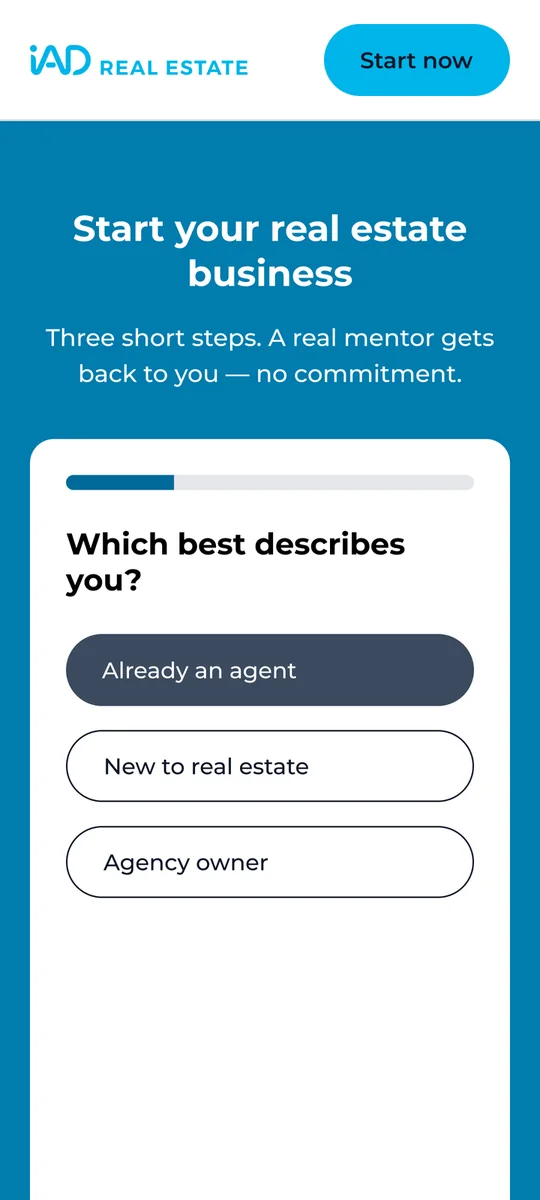 iAD REAL ESTATE
Start now
Start your real estate
business
Three short steps. A real mentor gets
back to you — no commitment.
Which best describes
you?
Already an agent
New to real estate
Agency owner